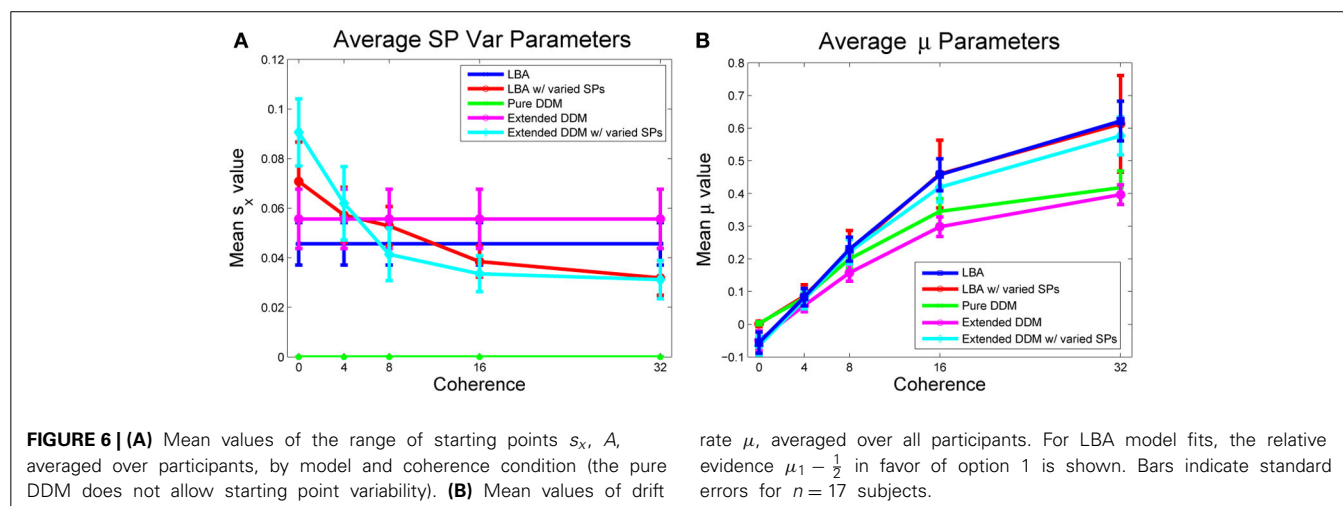 A
Average SP Var Parameters
Mean s_x value
0.12
0.1
0.08
0.06
0.04
0.02
0
LBA
LBA w/ varied SPs
Pure DDM
Extended DDM
Extended DDM w/ varied SPs
0 4 8 16 32
Coherence
B
Average μ Parameters
Mean μ value
0.8
0.7
0.6
0.5
0.4
0.3
0.2
0.1
0
−0.1
LBA
LBA w/ varied SPs
Pure DDM
Extended DDM
Extended DDM w/ varied SPs
0 4 8 16 32
Coherence
FIGURE 6 | (A) Mean values of the range of starting points s_x, A,
averaged over participants, by model and coherence condition (the pure
DDM does not allow starting point variability). (B) Mean values of drift
rate μ, averaged over all participants. For LBA model fits, the relative
evidence μ₁ − ½ in favor of option 1 is shown. Bars indicate standard
errors for n = 17 subjects.